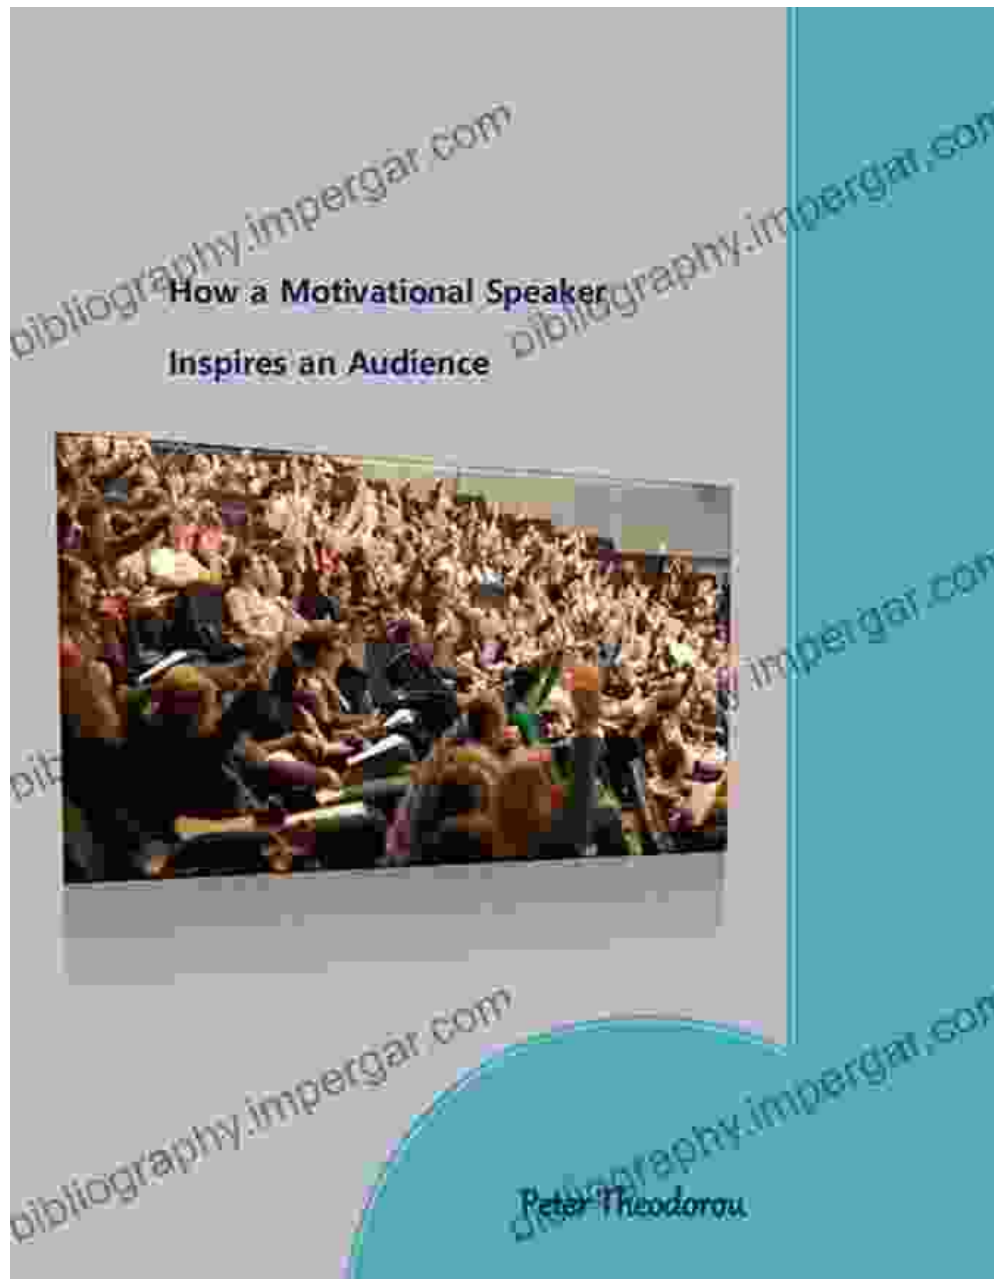 bibliography.impergar.com
bibliography.impergar.com
How a Motivational Speaker
Inspires an Audience
impergar.com
bibliography.impergar.com
bibliography.impergar.com
Peter Theodorou